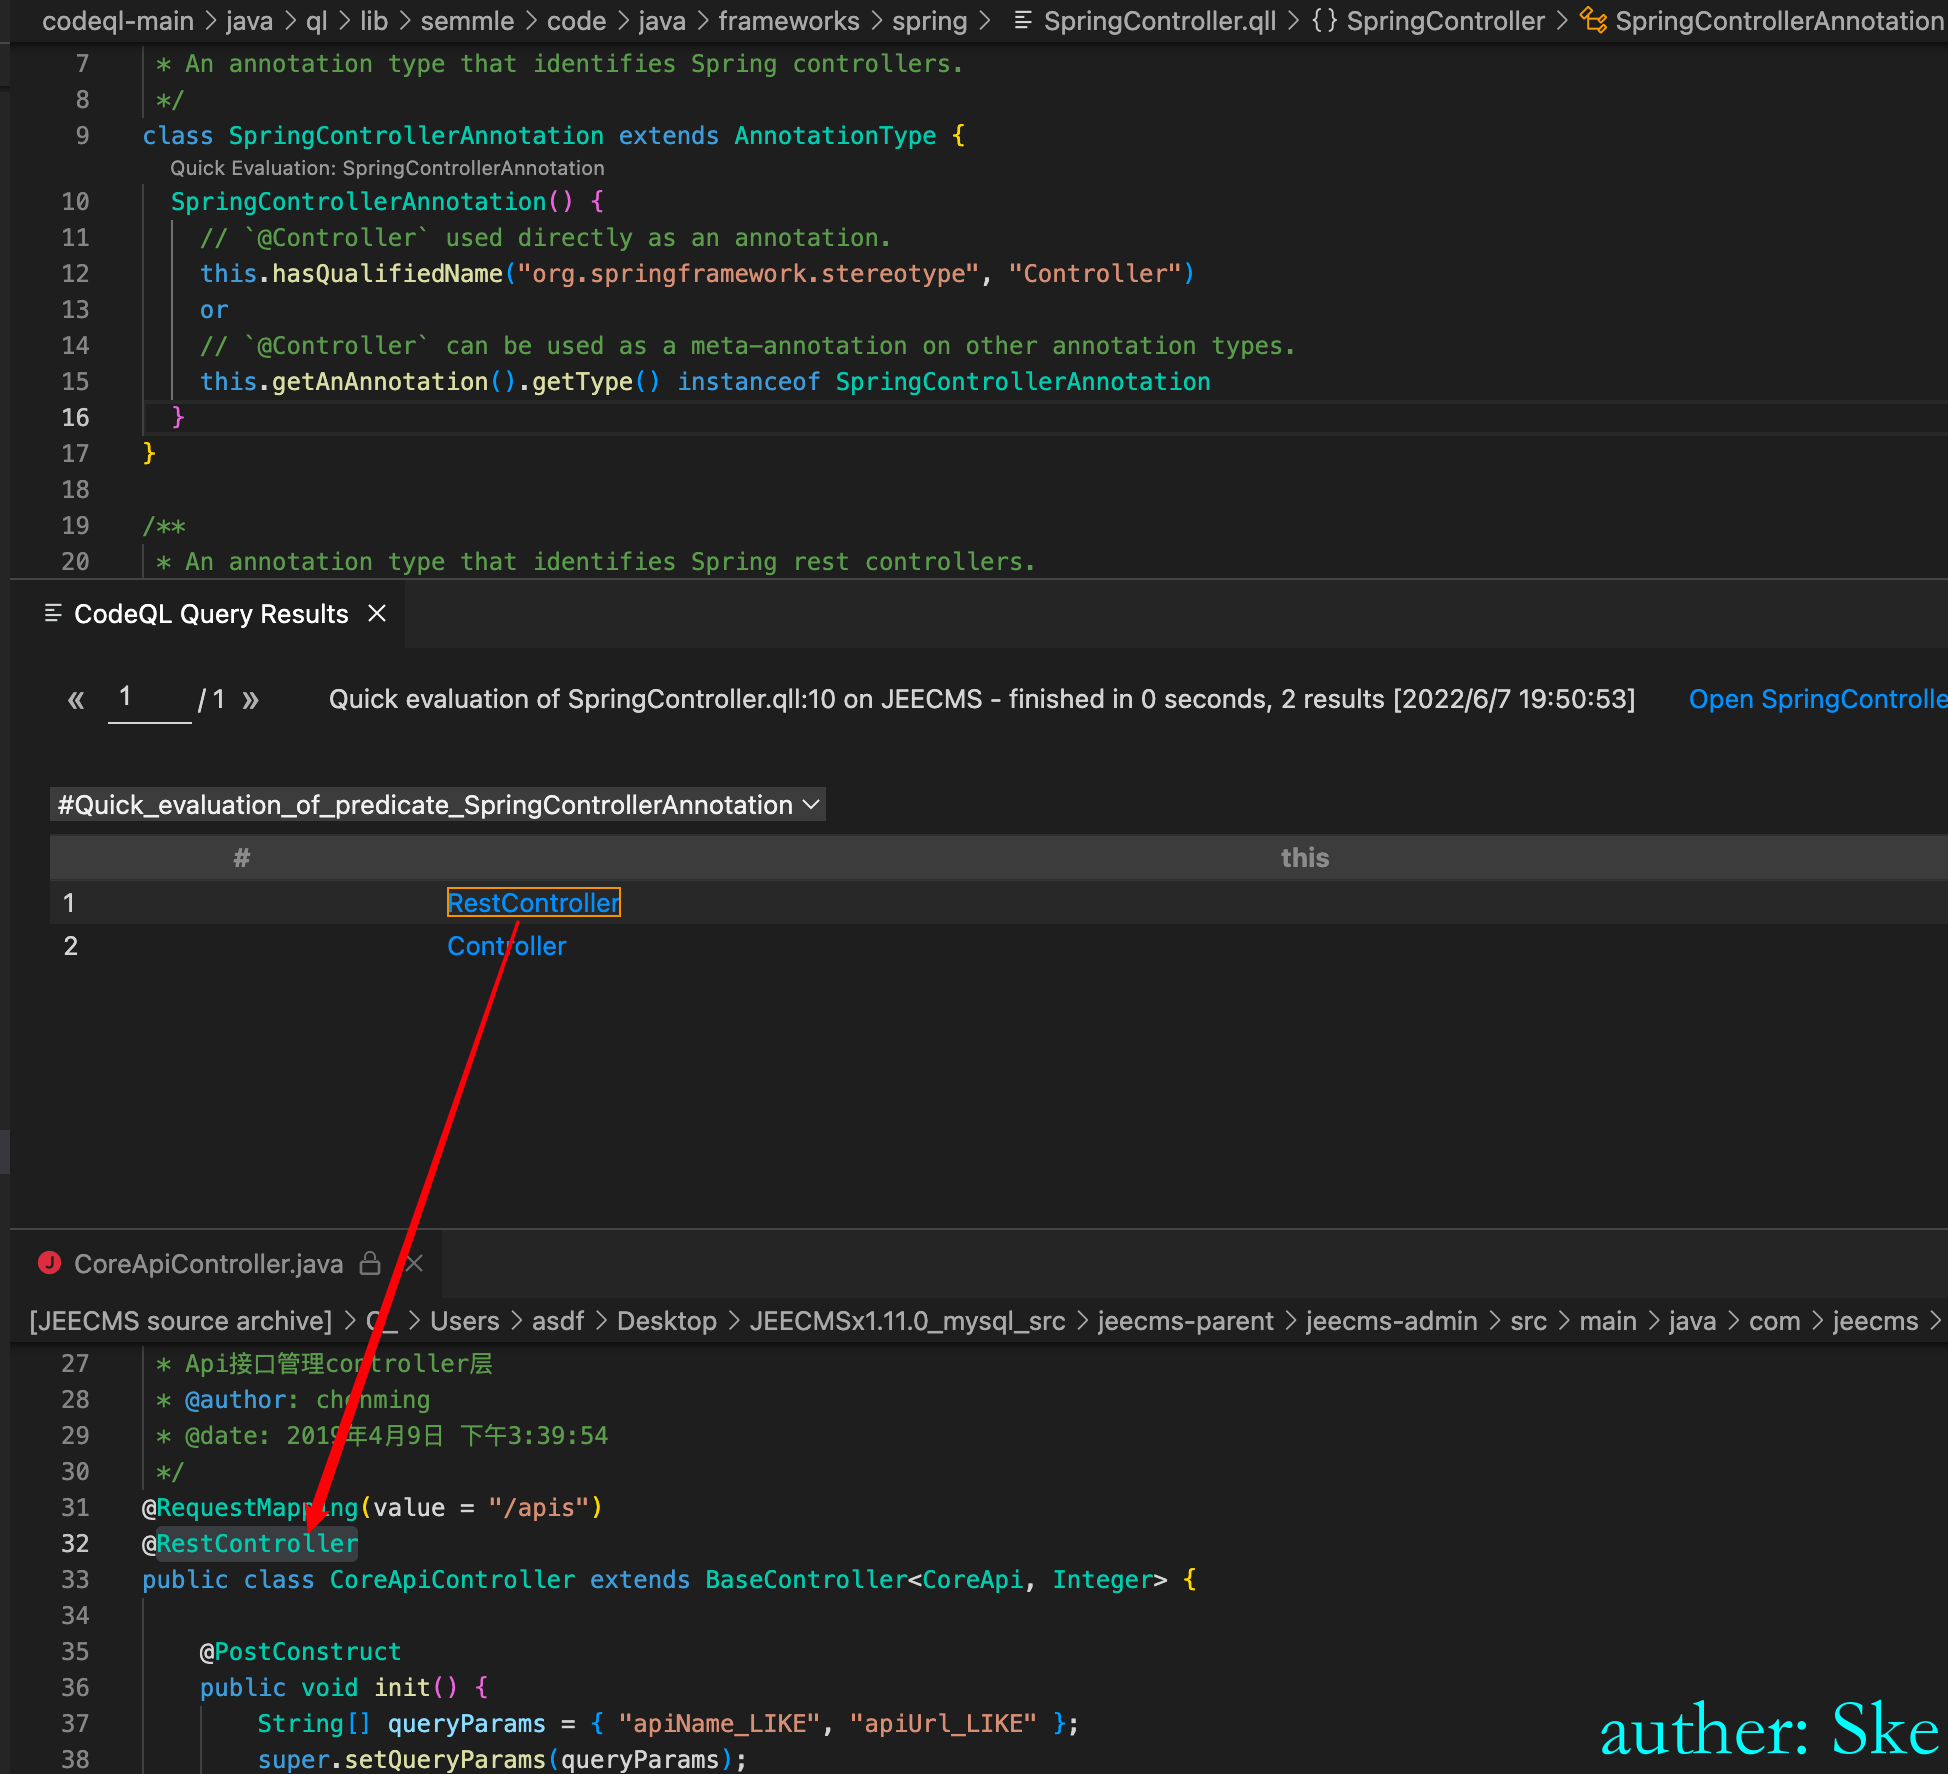 codeql-main > java > ql > lib > semmle > code > java > frameworks > spring > SpringController.qll > {} SpringController > SpringControllerAnnotation
7 * An annotation type that identifies Spring controllers.
8 */
9 class SpringControllerAnnotation extends AnnotationType {
Quick Evaluation: SpringControllerAnnotation
10 SpringControllerAnnotation() {
11 // `@Controller` used directly as an annotation.
12 this.hasQualifiedName("org.springframework.stereotype", "Controller")
13 or
14 // `@Controller` can be used as a meta-annotation on other annotation types.
15 this.getAnAnnotation().getType() instanceof SpringControllerAnnotation
16 }
17 }
18
19 /**
20 * An annotation type that identifies Spring rest controllers.
CodeQL Query Results
« 1 / 1 » Quick evaluation of SpringController.qll:10 on JEECMS - finished in 0 seconds, 2 results [2022/6/7 19:50:53] Open SpringControlle
#Quick_evaluation_of_predicate_SpringControllerAnnotation
# this
1 RestController
2 Controller
CoreApiController.java
[JEECMS source archive] > C_ > Users > asdf > Desktop > JEECMSx1.11.0_mysql_src > jeecms-parent > jeecms-admin > src > main > java > com > jeecms >
27 * Api接口管理controller层
28 * @author: chenming
29 * @date: 2019年4月9日 下午3:39:54
30 */
31 @RequestMapping(value = "/apis")
32 @RestController
33 public class CoreApiController extends BaseController<CoreApi, Integer> {
34
35 @PostConstruct
36 public void init() {
37 String[] queryParams = { "apiName_LIKE", "apiUrl_LIKE" };
38 super.setQueryParams(queryParams);
auther: Ske